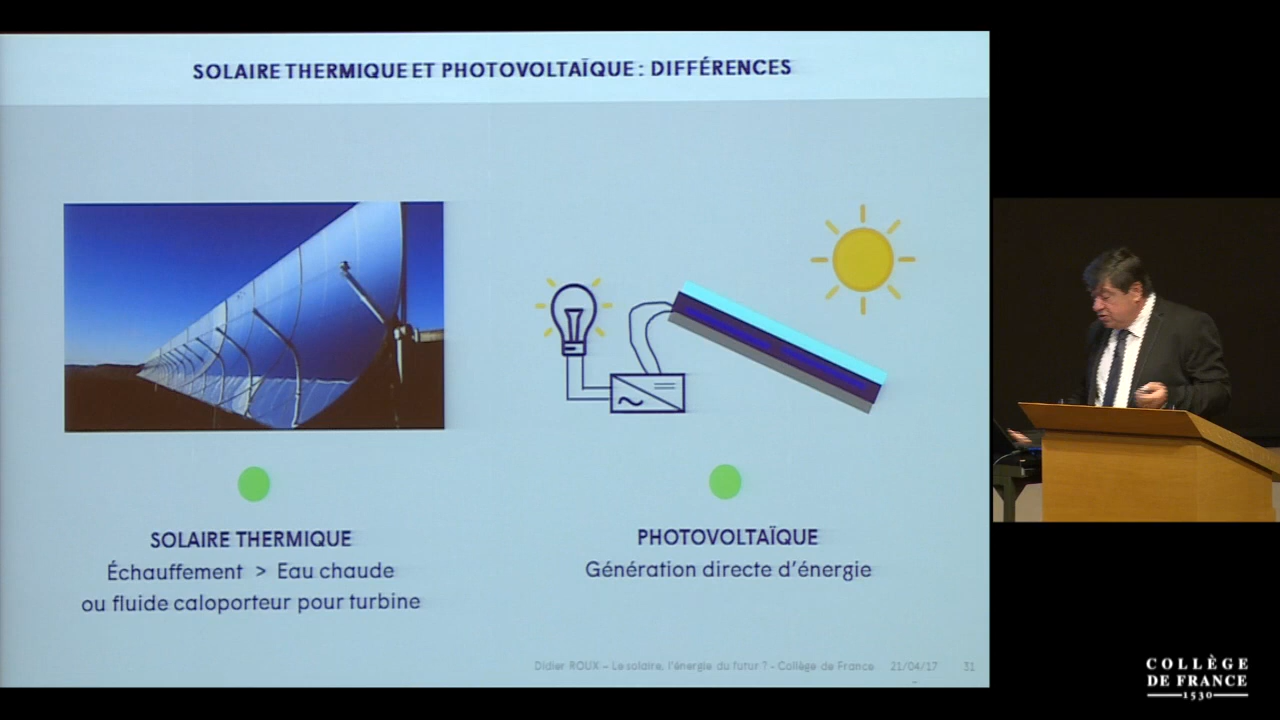 SOLAIRE THERMIQUE ET PHOTOVOLTAÏQUE : DIFFÉRENCES
SOLAIRE THERMIQUE
Échauffement > Eau chaude
ou fluide caloporteur pour turbine
PHOTOVOLTAÏQUE
Génération directe d'énergie
Didier ROUX – Le solaire, l'énergie du futur ? - Collège de France 21/04/17 31
COLLÈGE
DE FRANCE
1530